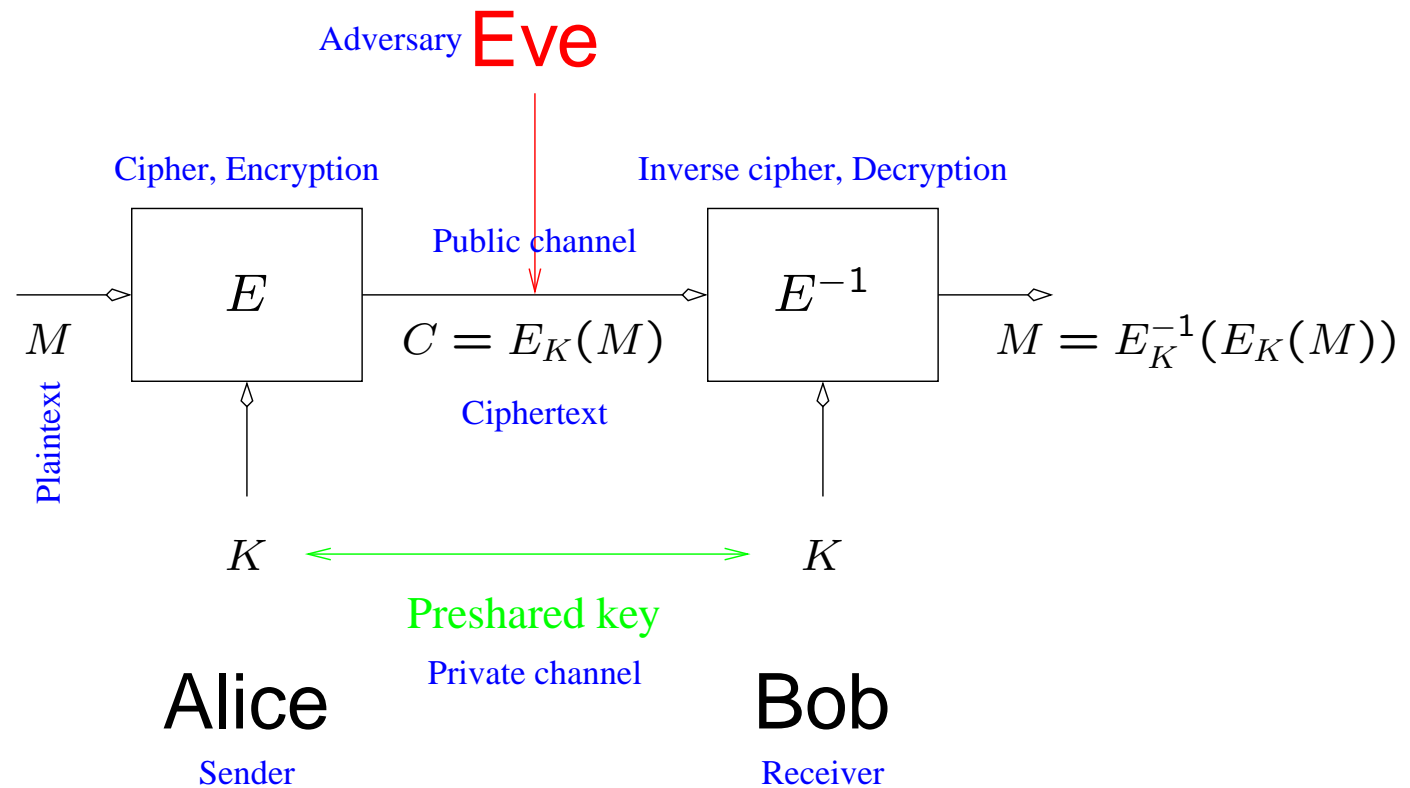 Adversary Eve
Cipher, Encryption
Inverse cipher, Decryption
Public channel
E
E⁻¹
M
C = E_K(M)
M = E_K⁻¹(E_K(M))
Plaintext
Ciphertext
K
K
Preshared key
Private channel
Alice
Bob
Sender
Receiver